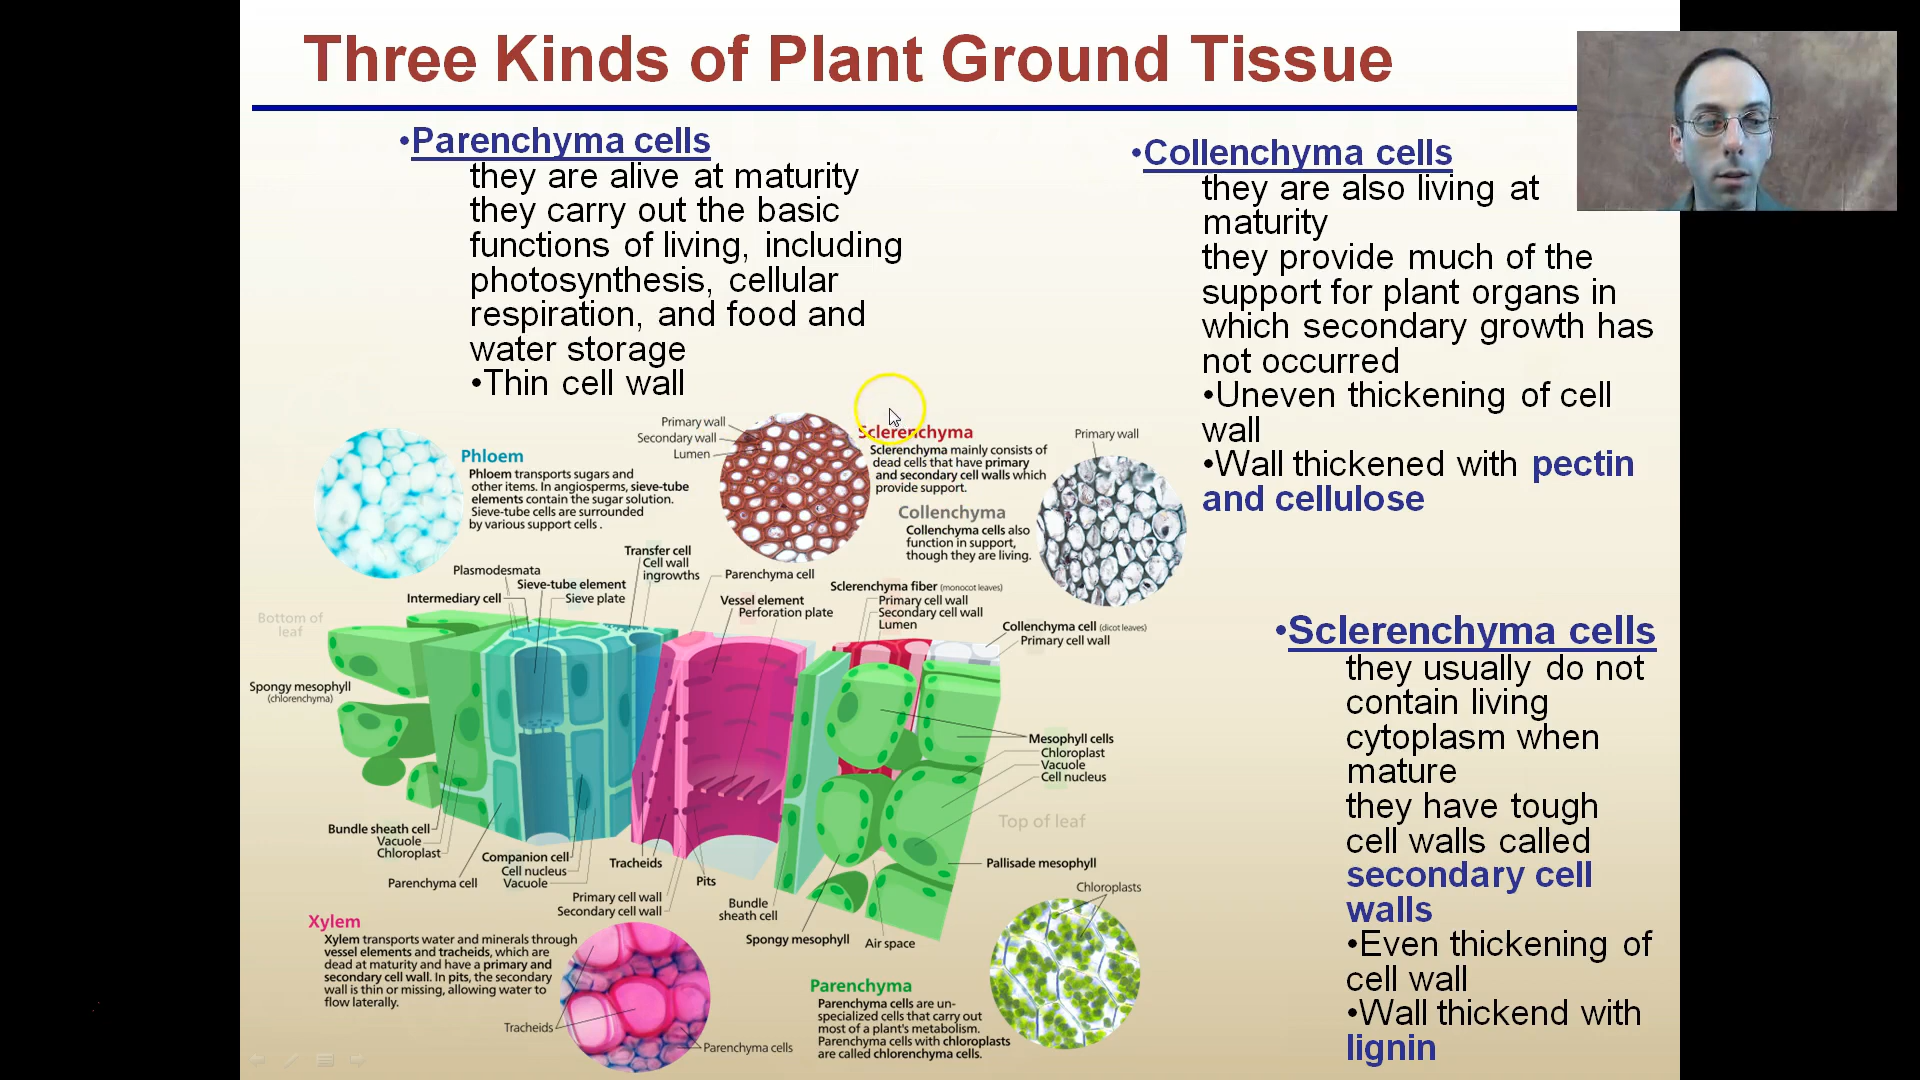 Three Kinds of Plant Ground Tissue
•Parenchyma cells
they are alive at maturity
they carry out the basic
functions of living, including
photosynthesis, cellular
respiration, and food and
water storage
•Thin cell wall
•Collenchyma cells
they are also living at
maturity
they provide much of the
support for plant organs in
which secondary growth has
not occurred
•Uneven thickening of cell
wall
•Wall thickened with pectin
and cellulose
•Sclerenchyma cells
they usually do not
contain living
cytoplasm when
mature
they have tough
cell walls called
secondary cell
walls
•Even thickening of
cell wall
•Wall thickend with
lignin
Phloem
Phloem transports sugars and
other items. In angiosperms, sieve-tube
elements contain the sugar solution.
Sieve-tube cells are surrounded
by various support cells .
Primary wall
Secondary wall
Lumen
Sclerenchyma
Sclerenchyma mainly consists of
dead cells that have primary
and secondary cell walls which
provide support.
Collenchyma
Collenchyma cells also
function in support,
though they are living.
Primary wall
Plasmodesmata
Intermediary cell
Sieve-tube element
Sieve plate
Transfer cell
Cell wall
ingrowths
Parenchyma cell
Vessel element
Perforation plate
Sclerenchyma fiber (monocot leaves)
Primary cell wall
Secondary cell wall
Lumen
Collenchyma cell (dicot leaves)
Primary cell wall
Bottom of
leaf
Spongy mesophyll
(chlorenchyma)
Mesophyll cells
Chloroplast
Vacuole
Cell nucleus
Top of leaf
Pallisade mesophyll
Bundle sheath cell
Vacuole
Chloroplast
Parenchyma cell
Companion cell
Cell nucleus
Vacuole
Tracheids
Primary cell wall
Secondary cell wall
Pits
Bundle
sheath cell
Spongy mesophyll
Air space
Chloroplasts
Xylem
Xylem transports water and minerals through
vessel elements and tracheids, which are
dead at maturity and have a primary and
secondary cell wall. In pits, the secondary
wall is thin or missing, allowing water to
flow laterally.
Tracheids
Parenchyma cells
Parenchyma
Parenchyma cells are un-
specialized cells that carry out
most of a plant's metabolism.
Parenchyma cells with chloroplasts
are called chlorenchyma cells.